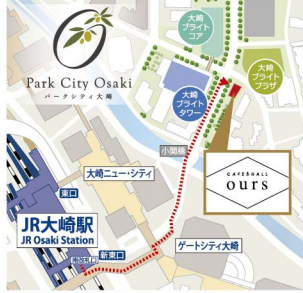 大崎
ブライト
コア
Park City Osaki
パークシティ大崎
大崎
ブライト
タワー
大崎
ブライト
プラザ
小関橋
CAFE&HALL
ours
大崎ニュー・シティ
東口
JR大崎駅
JR Osaki Station
新東口
ゲートシティ大崎